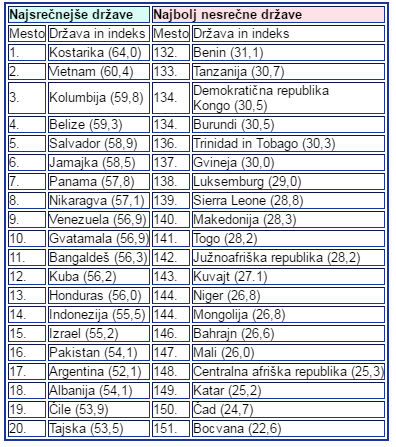 Najsrečnejše države Najbolj nesrečne države
Mesto Država in indeks Mesto Država in indeks
1. Kostarika (64,0) 132. Benin (31,1)
2. Vietnam (60,4) 133. Tanzanija (30,7)
3. Kolumbija (59,8) 134. Demokratična republika
Kongo (30,5)
4. Belize (59,3) 134. Burundi (30,5)
5. Salvador (58,9) 136. Trinidad in Tobago (30,3)
6. Jamajka (58,5) 137. Gvineja (30,0)
7. Panama (57,8) 138. Luksemburg (29,0)
8. Nikaragva (57,1) 139. Sierra Leone (28,8)
9. Venezuela (56,9) 140. Makedonija (28,3)
10. Gvatamala (56,9) 141. Togo (28,2)
11. Bangaldeš (56,3) 142. Južnoafriška republika (28,2)
12. Kuba (56,2) 143. Kuvajt (27.1)
13. Honduras (56,0) 144. Niger (26,8)
14. Indonezija (55,5) 144. Mongolija (26,8)
15. Izrael (55,2) 146. Bahrajn (26,6)
16. Pakistan (54,1) 147. Mali (26,0)
17. Argentina (52,1) 148. Centralna afriška republika (25,3)
18. Albanija (54,1) 149. Katar (25,2)
19. Čile (53,9) 150. Čad (24,7)
20. Tajska (53,5) 151. Bocvana (22,6)